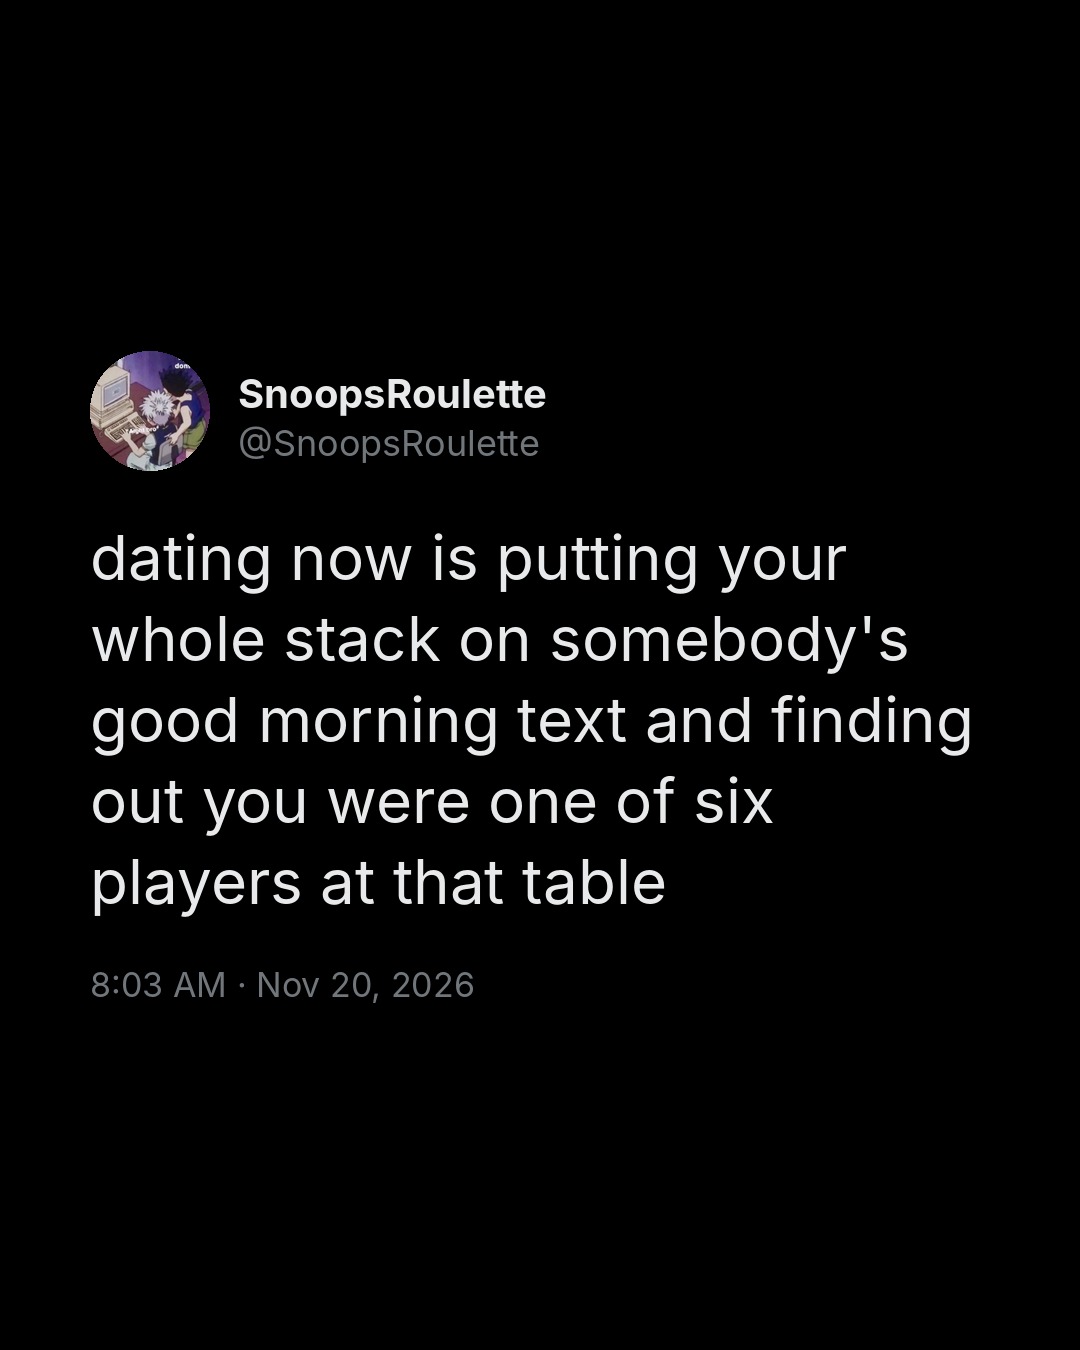 SnoopsRoulette
@SnoopsRoulette
dating now is putting your
whole stack on somebody's
good morning text and finding
out you were one of six
players at that table
8:03 AM · Nov 20, 2026